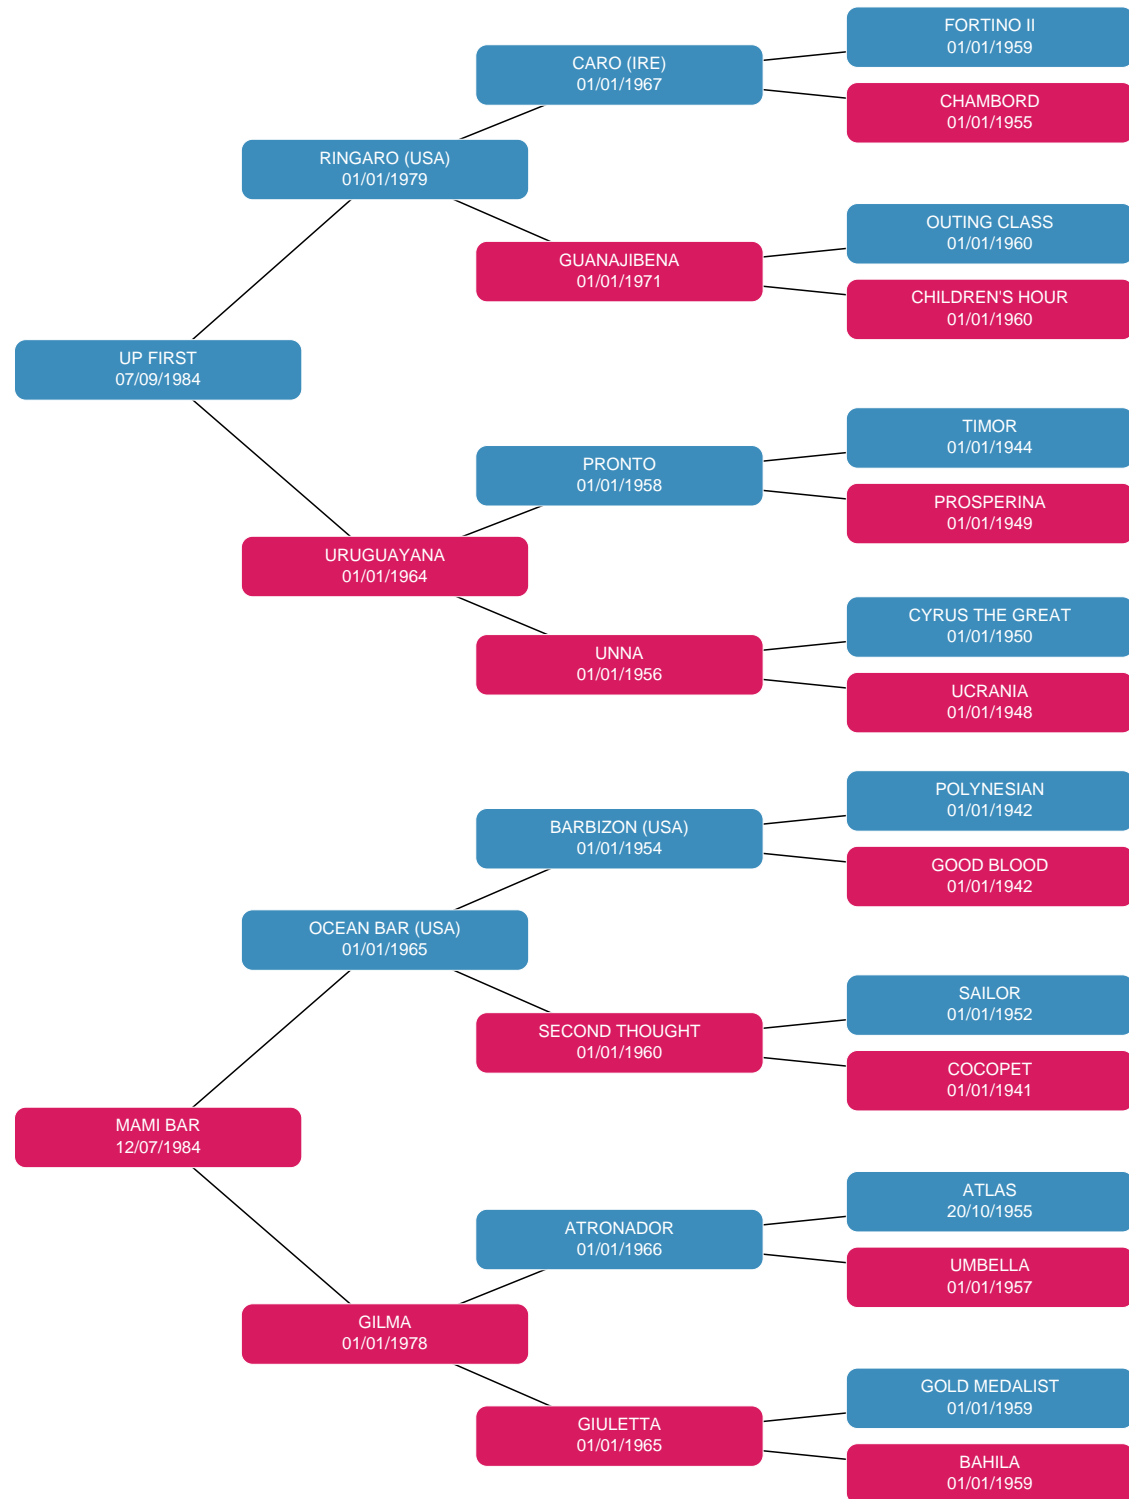 FORTINO II
01/01/1959
CARO (IRE)
01/01/1967
CHAMBORD
01/01/1955
RINGARO (USA)
01/01/1979
OUTING CLASS
01/01/1960
GUANAJIBENA
01/01/1971
CHILDREN'S HOUR
01/01/1960
UP FIRST
07/09/1984
TIMOR
01/01/1944
PRONTO
01/01/1958
PROSPERINA
01/01/1949
URUGUAYANA
01/01/1964
CYRUS THE GREAT
01/01/1950
UNNA
01/01/1956
UCRANIA
01/01/1948
POLYNESIAN
01/01/1942
BARBIZON (USA)
01/01/1954
GOOD BLOOD
01/01/1942
OCEAN BAR (USA)
01/01/1965
SAILOR
01/01/1952
SECOND THOUGHT
01/01/1960
COCOPET
01/01/1941
MAMI BAR
12/07/1984
ATLAS
20/10/1955
ATRONADOR
01/01/1966
UMBELLA
01/01/1957
GILMA
01/01/1978
GOLD MEDALIST
01/01/1959
GIULETTA
01/01/1965
BAHILA
01/01/1959